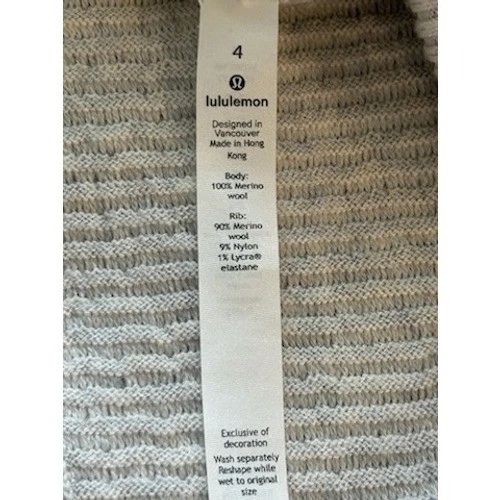 4
lululemon
Designed in
Vancouver
Made in Hong
Kong
Body:
100% Merino
wool
Rib:
90% Merino
wool
9% Nylon
1% Lycra®
elastane
Exclusive of
decoration
Wash separately
Reshape while
wet to original
size